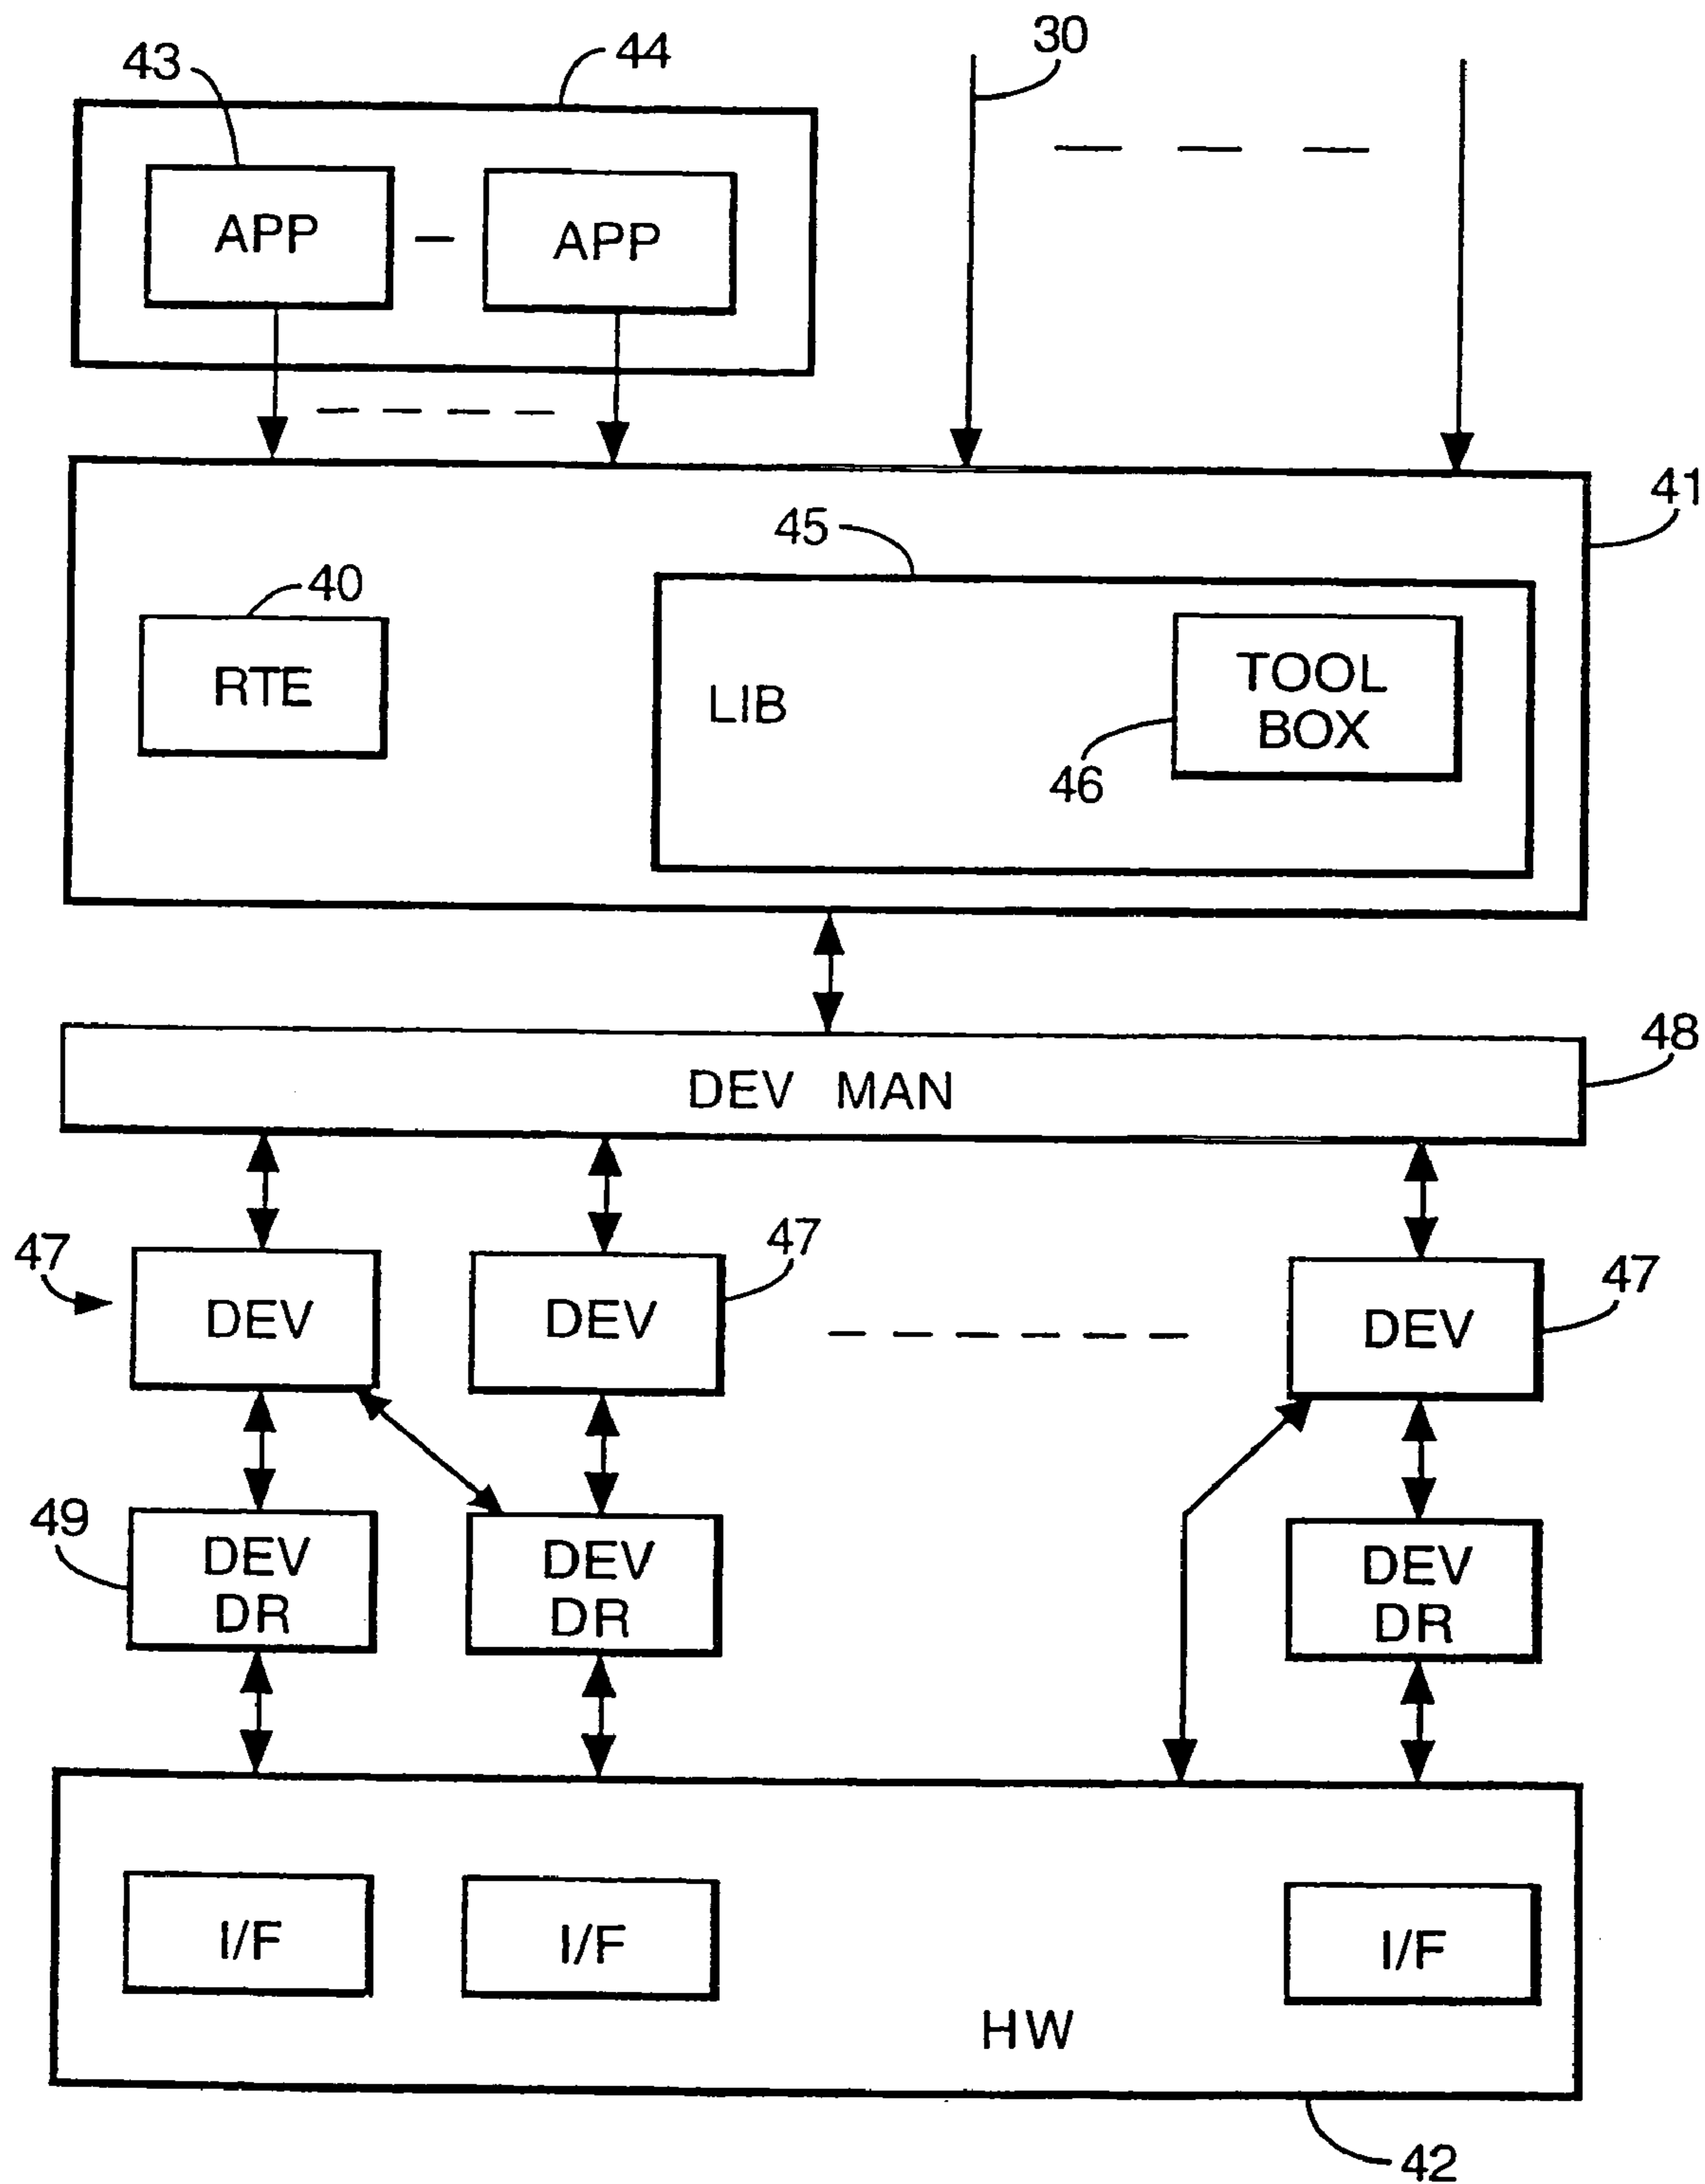 43
44
30
APP
APP
41
45
40
RTE
LIB
TOOL
BOX
46
48
DEV MAN
47
47
47
DEV
DEV
DEV
49
DEV
DR
DEV
DR
DEV
DR
I/F
I/F
I/F
HW
42